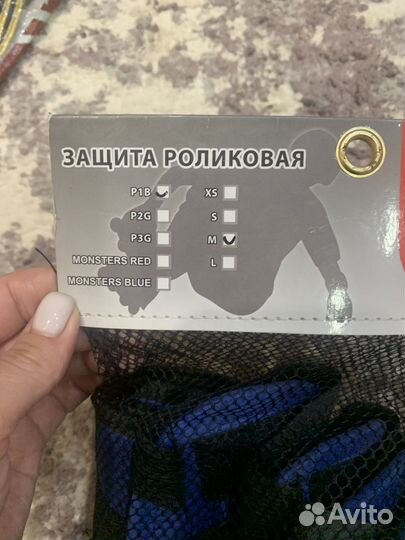 ЗАЩИТА РОЛИКОВАЯ
P1B XS
P2G S
P3G M
MONSTERS RED L
MONSTERS BLUE
Avito